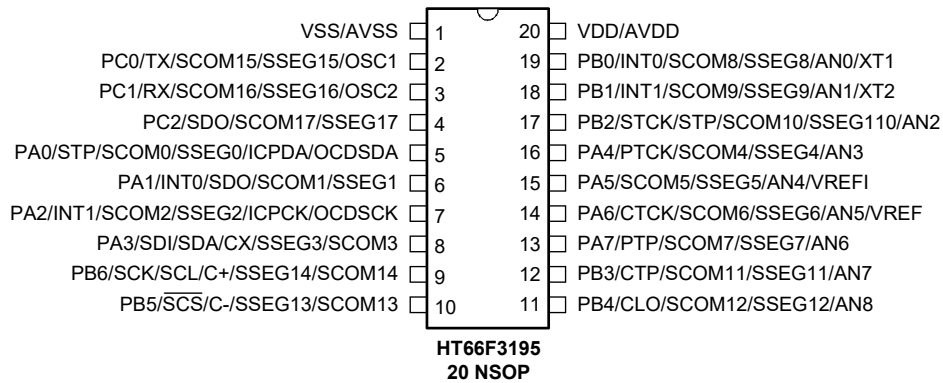 VSS/AVSS 1 20 VDD/AVDD
PC0/TX/SCOM15/SSEG15/OSC1 2 19 PB0/INT0/SCOM8/SSEG8/AN0/XT1
PC1/RX/SCOM16/SSEG16/OSC2 3 18 PB1/INT1/SCOM9/SSEG9/AN1/XT2
PC2/SDO/SCOM17/SSEG17 4 17 PB2/STCK/STP/SCOM10/SSEG110/AN2
PA0/STP/SCOM0/SSEG0/ICPDA/OCDSDA 5 16 PA4/PTCK/SCOM4/SSEG4/AN3
PA1/INT0/SDO/SCOM1/SSEG1 6 15 PA5/SCOM5/SSEG5/AN4/VREFI
PA2/INT1/SCOM2/SSEG2/ICPCK/OCDSCK 7 14 PA6/CTCK/SCOM6/SSEG6/AN5/VREF
PA3/SDI/SDA/CX/SSEG3/SCOM3 8 13 PA7/PTP/SCOM7/SSEG7/AN6
PB6/SCK/SCL/C+/SSEG14/SCOM14 9 12 PB3/CTP/SCOM11/SSEG11/AN7
PB5/S̅C̅S̅/C-/SSEG13/SCOM13 10 11 PB4/CLO/SCOM12/SSEG12/AN8
HT66F3195
20 NSOP